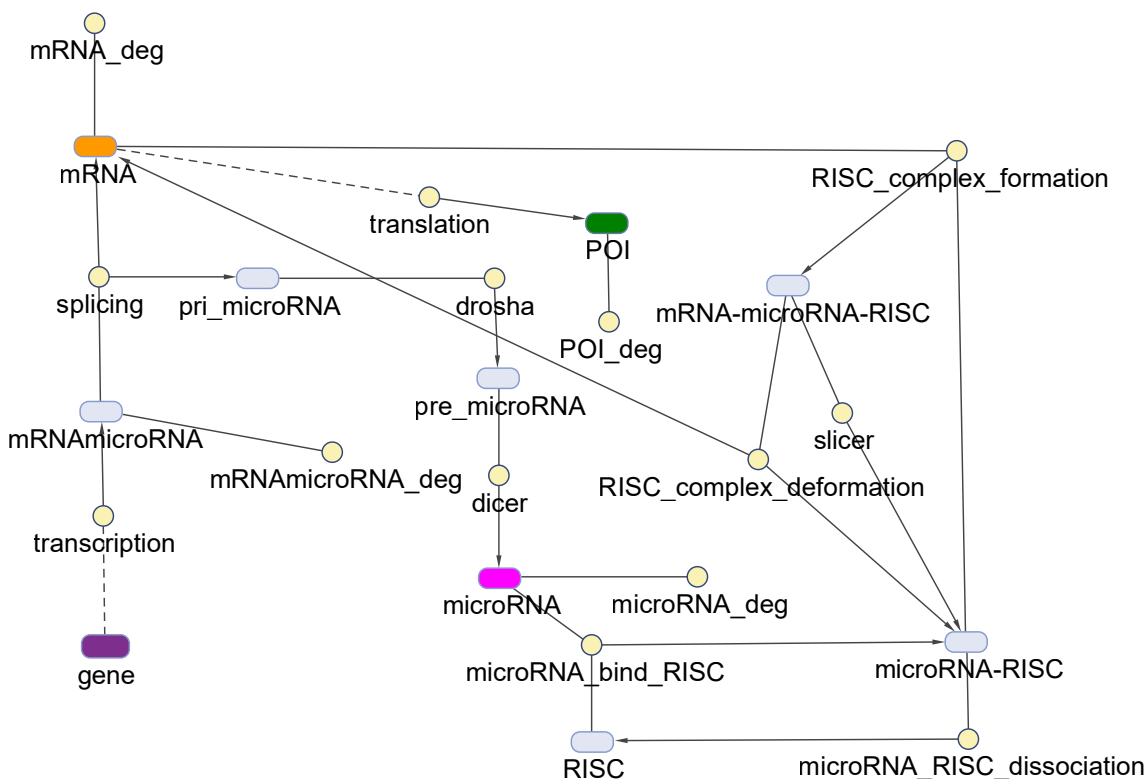 mRNA_deg
mRNA
RISC_complex_formation
translation
POI
splicing
pri_microRNA
drosha
mRNA-microRNA-RISC
POI_deg
pre_microRNA
mRNAmicroRNA
slicer
mRNAmicroRNA_deg
RISC_complex_deformation
dicer
transcription
microRNA
microRNA_deg
gene
microRNA_bind_RISC
microRNA-RISC
RISC
microRNA_RISC_dissociation